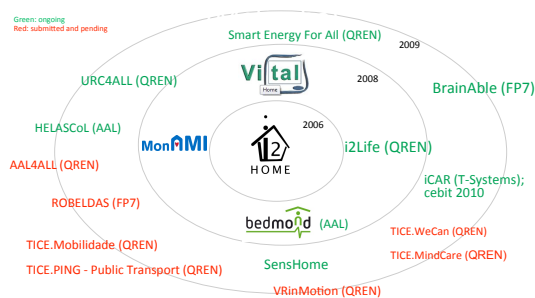 Green: ongoing
Red: submitted and pending
2009
Smart Energy For All (QREN)
Vital
Home
2008
URC4ALL (QREN)
BrainAble (FP7)
2006
HELASCoL (AAL)
MonAMI
i2
HOME
i2Life (QREN)
AAL4ALL (QREN)
iCAR (T-Systems);
cebit 2010
ROBELDAS (FP7)
bedmond (AAL)
TICE.WeCan (QREN)
TICE.Mobilidade (QREN)
TICE.MindCare (QREN)
SensHome
TICE.PING - Public Transport (QREN)
VRinMotion (QREN)